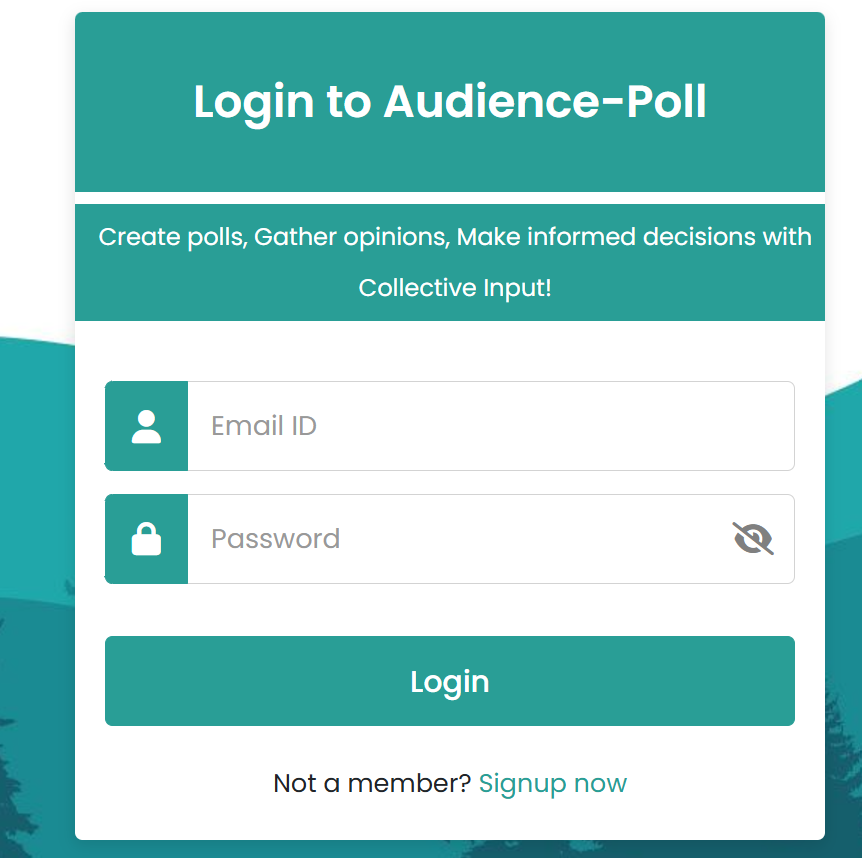 Login to Audience-Poll
Create polls, Gather opinions, Make informed decisions with
Collective Input!
Email ID
Password
Login
Not a member? Signup now